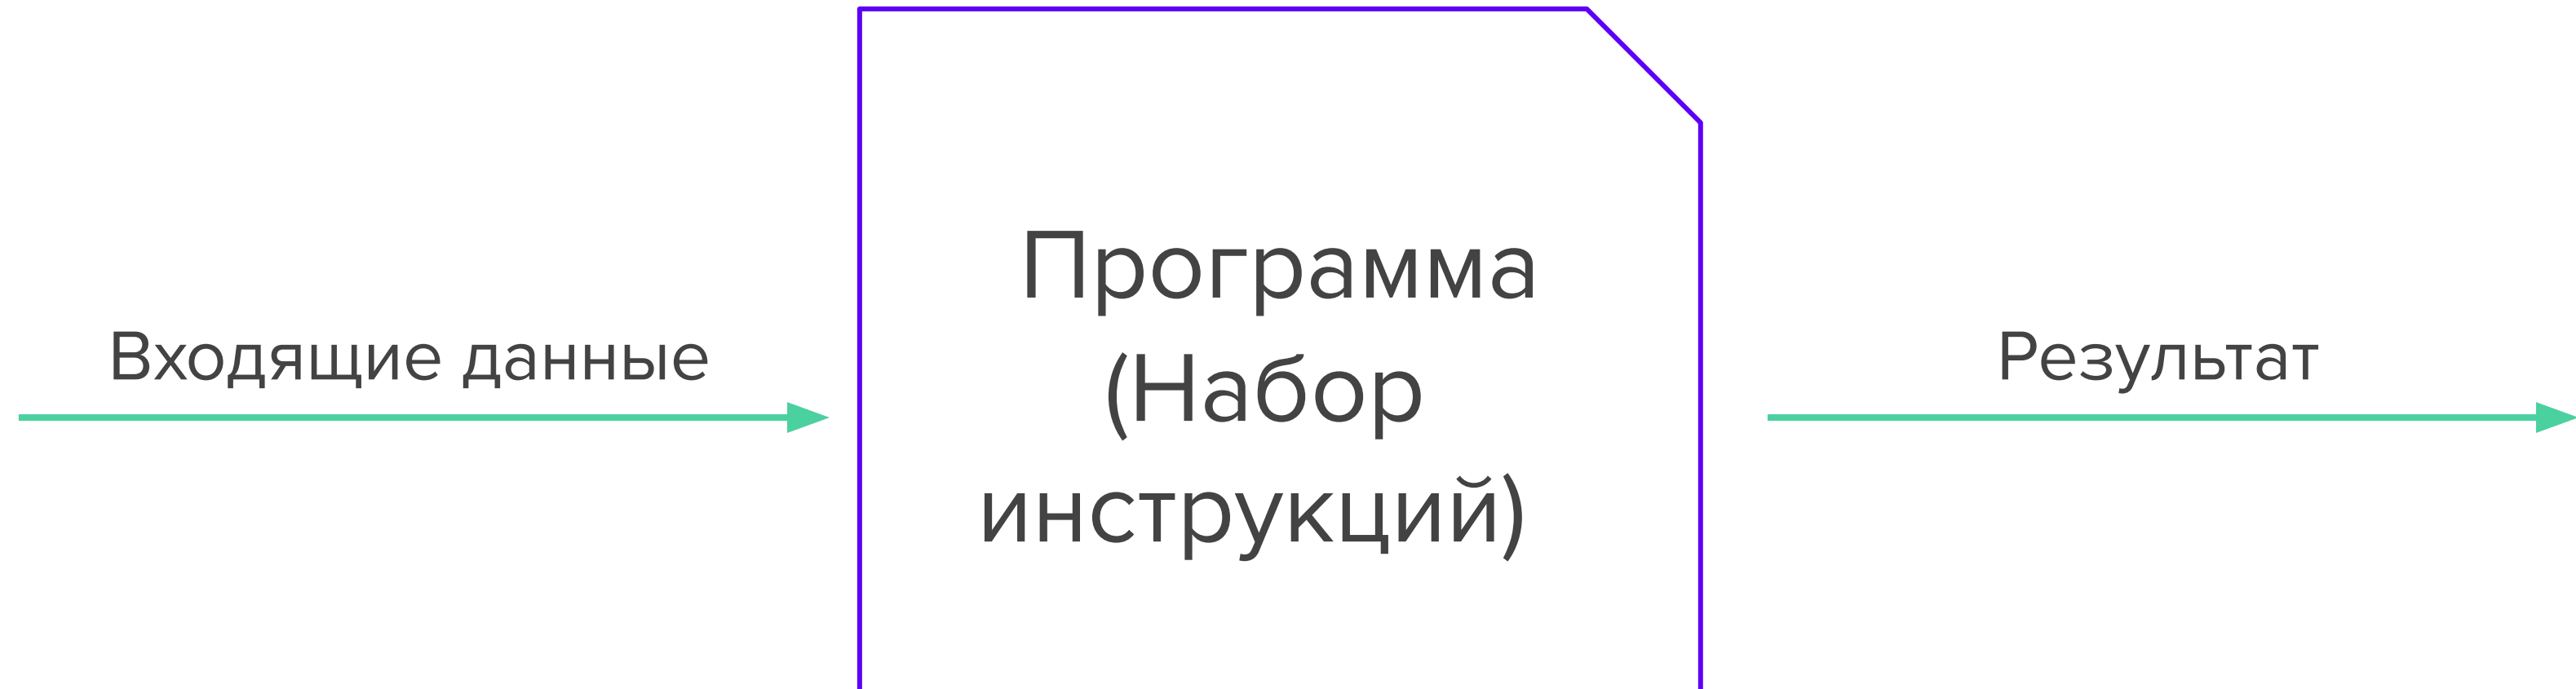 Входящие данные
Программа
(Набор
инструкций)
Результат